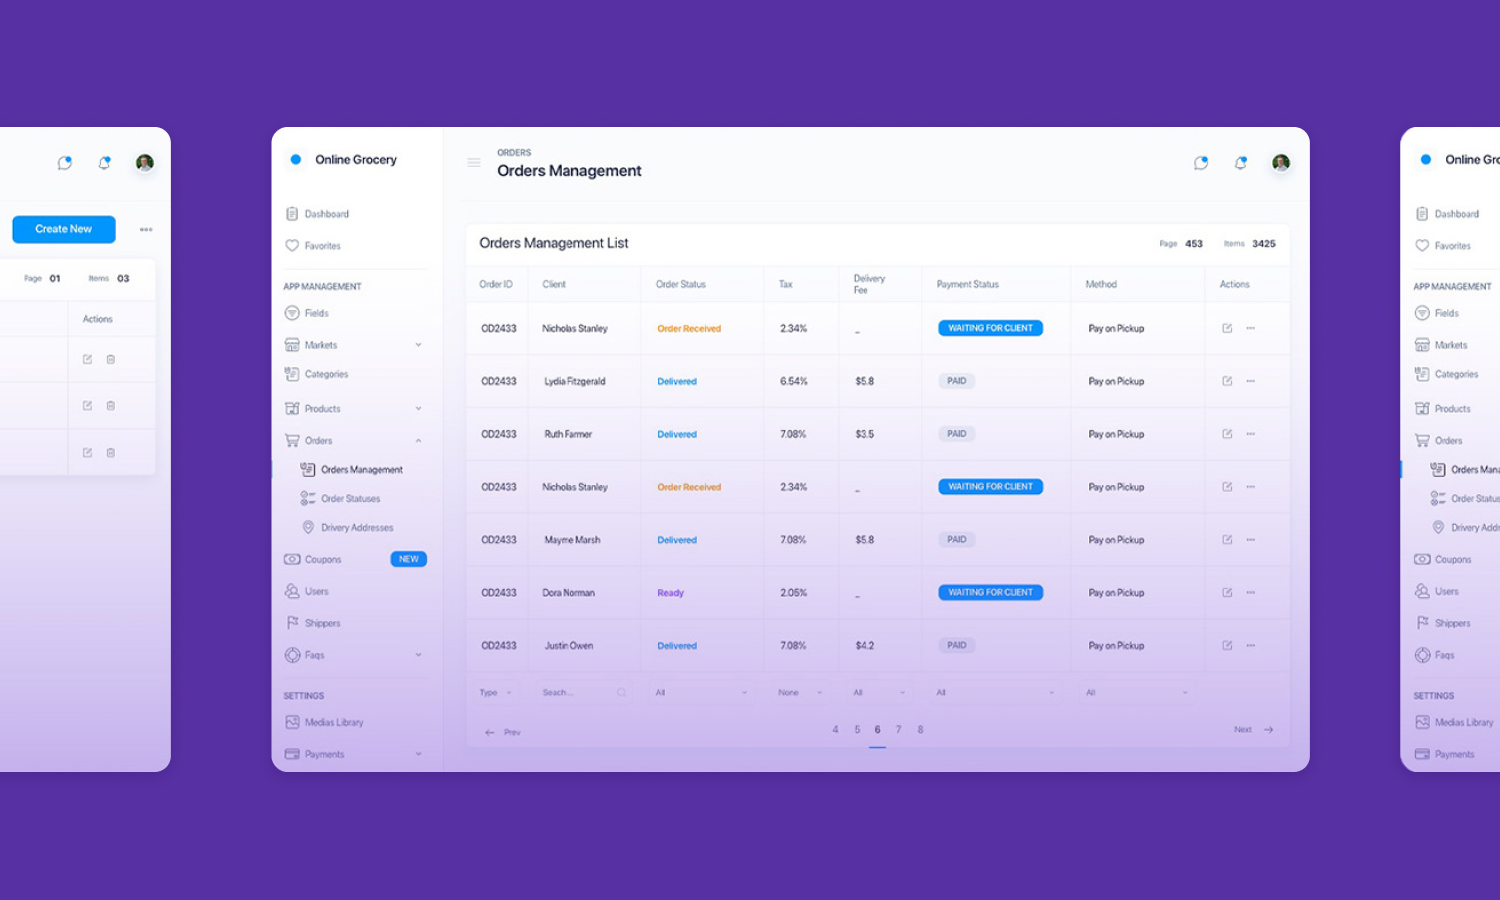 Create New
Page 01 Items 03
Actions
Online Grocery
Dashboard
Favorites
APP MANAGEMENT
Fields
Markets
Categories
Products
Orders
Orders Management
Order Statuses
Drivery Addresses
Coupons NEW
Users
Shippers
Faqs
SETTINGS
Medias Library
Payments
ORDERS
Orders Management
Orders Management List
Page 453 Items 3425
Order ID Client Order Status Tax Delivery Fee Payment Status Method Actions
OD2433 Nicholas Stanley Order Received 2.34% _ WAITING FOR CLIENT Pay on Pickup ...
OD2433 Lydia Fitzgerald Delivered 6.54% $5.8 PAID Pay on Pickup ...
OD2433 Ruth Farmer Delivered 7.08% $3.5 PAID Pay on Pickup ...
OD2433 Nicholas Stanley Order Received 2.34% _ WAITING FOR CLIENT Pay on Pickup ...
OD2433 Mayme Marsh Delivered 7.08% $5.8 PAID Pay on Pickup ...
OD2433 Dora Norman Ready 2.05% _ WAITING FOR CLIENT Pay on Pickup ...
OD2433 Justin Owen Delivered 7.08% $4.2 PAID Pay on Pickup ...
Type Seach... All None All All All
← Prev 4 5 6 7 8 Next →
Online Gro
Dashboard
Favorites
APP MANAGEMENT
Fields
Markets
Categories
Products
Orders
Orders Mana
Order Status
Drivery Addr
Coupons
Users
Shippers
Faqs
SETTINGS
Medias Library
Payments